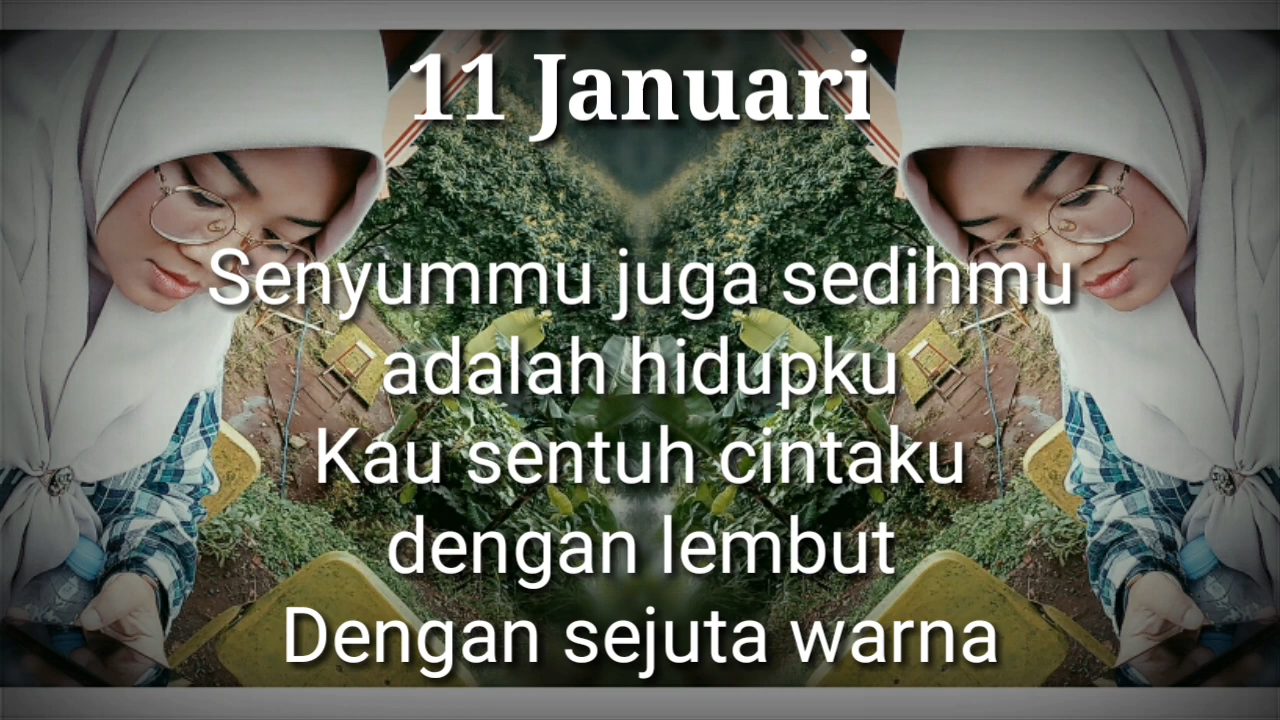 11 Januari
Senyummu juga sedihmu
adalah hidupku
Kau sentuh cintaku
dengan lembut
Dengan sejuta warna